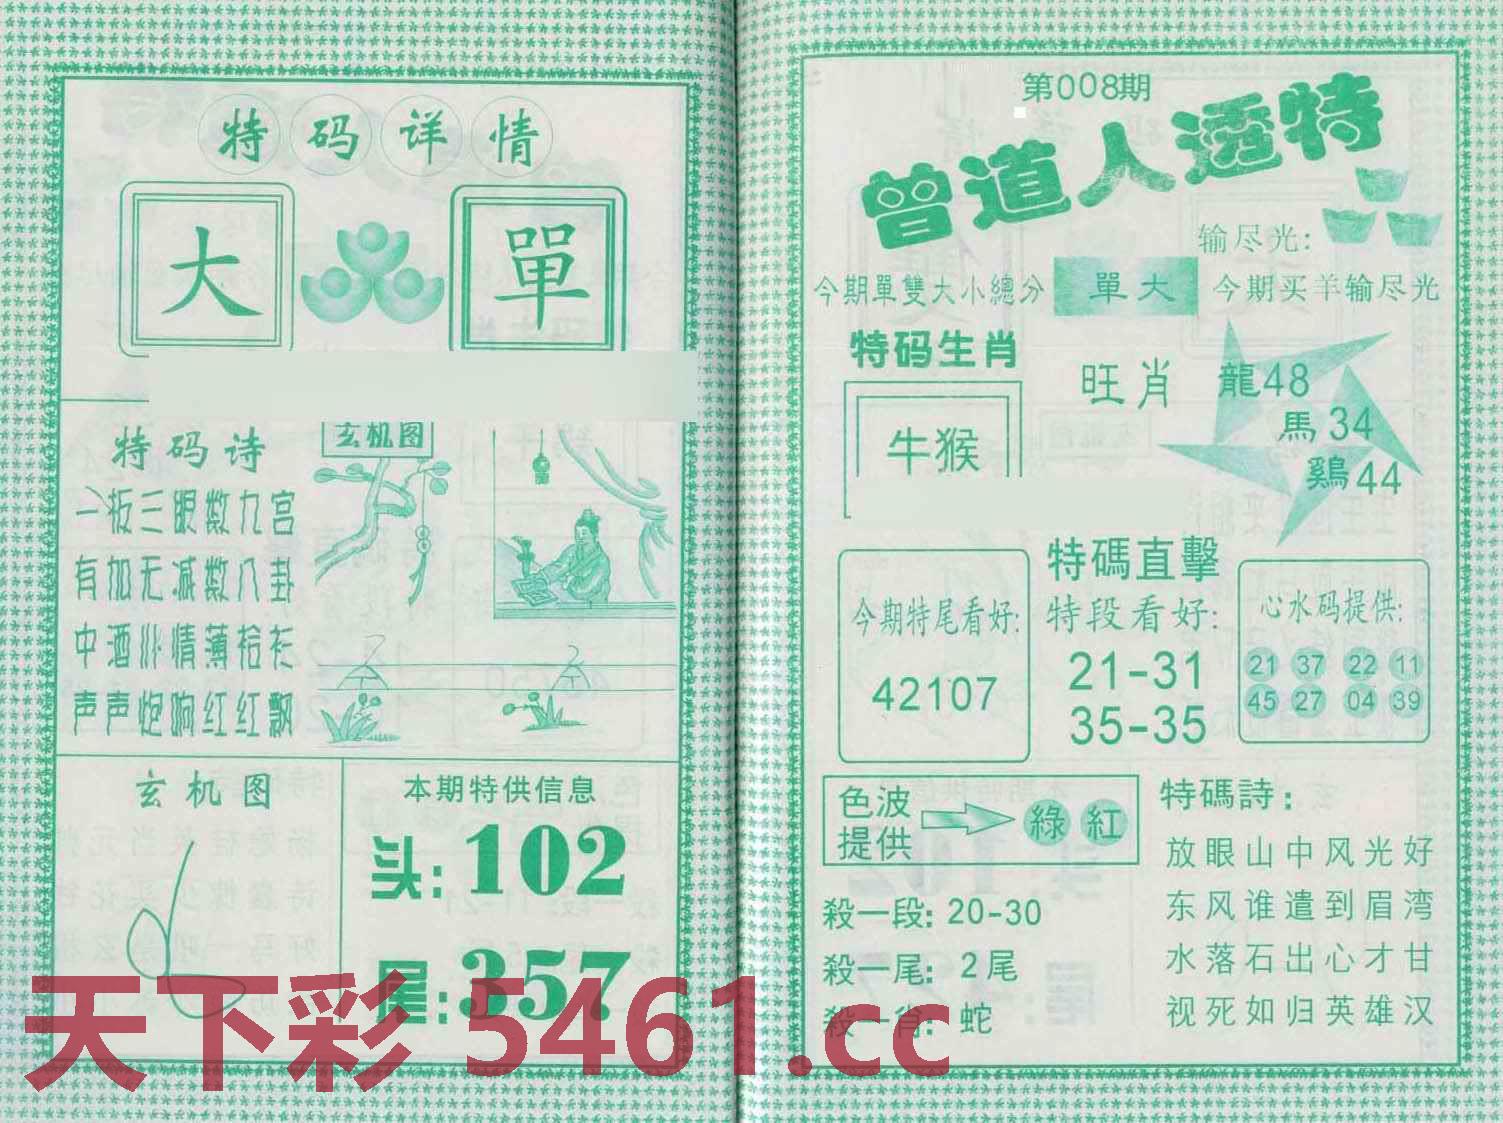 特码详情
大 單
特码诗
一板三眼数九宫
有加无减数八卦
中酒
情薄
声声炮响红红飘
玄机图
玄机图
本期特供信息
头:102
尾:357
第008期
曾道人透特
输尽光:
今期單雙大小總分 單大 今期买羊输尽光
特码生肖
牛猴
旺肖
龍48
馬34
鷄44
今期特尾看好:
42107
特碼直擊
特段看好:
21-31
35-35
心水码提供:
21 37 22 11
45 27 04 39
色波
提供
綠 紅
殺一段: 20-30
殺一尾: 2尾
殺一肖: 蛇
特碼詩:
放眼山中风光好
东风谁遣到眉湾
水落石出心才甘
视死如归英雄汉
天下彩 5461.cc